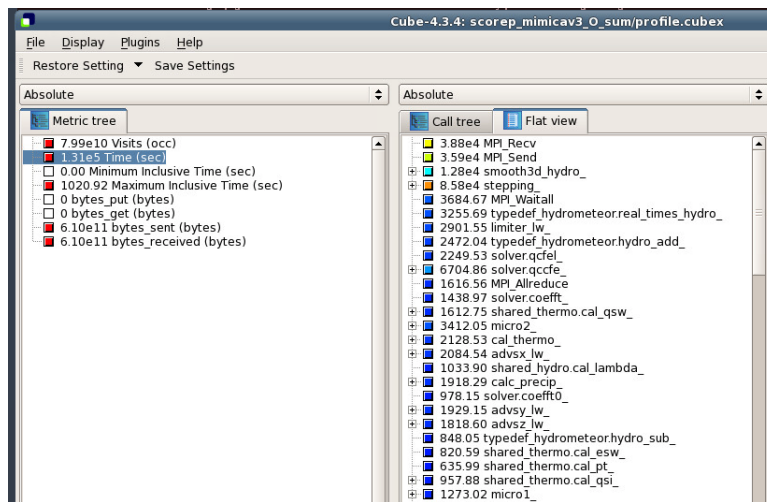 Cube-4.3.4: scorep_mimicav3_O_sum/profile.cubex
File Display Plugins Help
Restore Setting Save Settings
Absolute
Metric tree
7.99e10 Visits (occ)
1.31e5 Time (sec)
0.00 Minimum Inclusive Time (sec)
1020.92 Maximum Inclusive Time (sec)
0 bytes_put (bytes)
0 bytes_get (bytes)
6.10e11 bytes_sent (bytes)
6.10e11 bytes_received (bytes)
Absolute
Call tree Flat view
3.88e4 MPI_Recv
3.59e4 MPI_Send
1.28e4 smooth3d_hydro_
8.58e4 stepping_
3684.67 MPI_Waitall
3255.69 typedef_hydrometeor.real_times_hydro_
2901.55 limiter_lw_
2472.04 typedef_hydrometeor.hydro_add_
2249.53 solver.qcfel_
6704.86 solver.qccfe_
1616.56 MPI_Allreduce
1438.97 solver.coefft_
1612.75 shared_thermo.cal_qsw_
3412.05 micro2_
2128.53 cal_thermo_
2084.54 advsx_lw_
1033.90 shared_hydro.cal_lambda_
1918.29 calc_precip_
978.15 solver.coefft0_
1929.15 advsy_lw_
1818.60 advsz_lw_
848.05 typedef_hydrometeor.hydro_sub_
820.59 shared_thermo.cal_esw_
635.99 shared_thermo.cal_pt_
957.88 shared_thermo.cal_qsi_
1273.02 micro1_